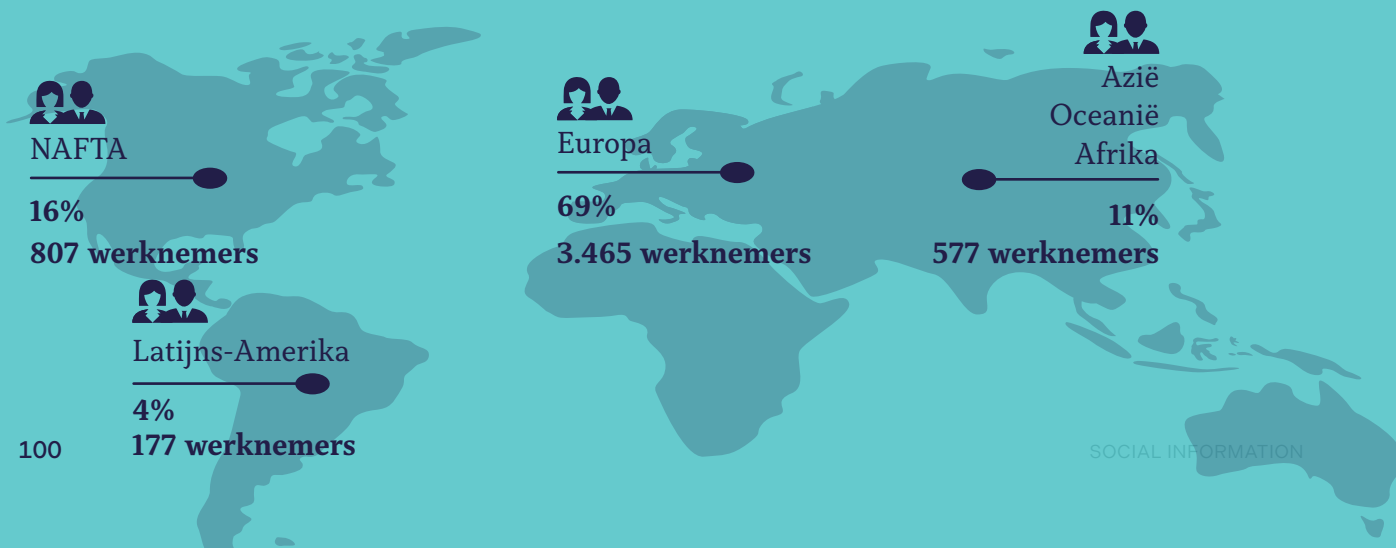 NAFTA
16%
807 werknemers
Latijns-Amerika
4%
177 werknemers
Europa
69%
3.465 werknemers
Azië
Oceanië
Afrika
11%
577 werknemers
100
SOCIAL INFORMATION